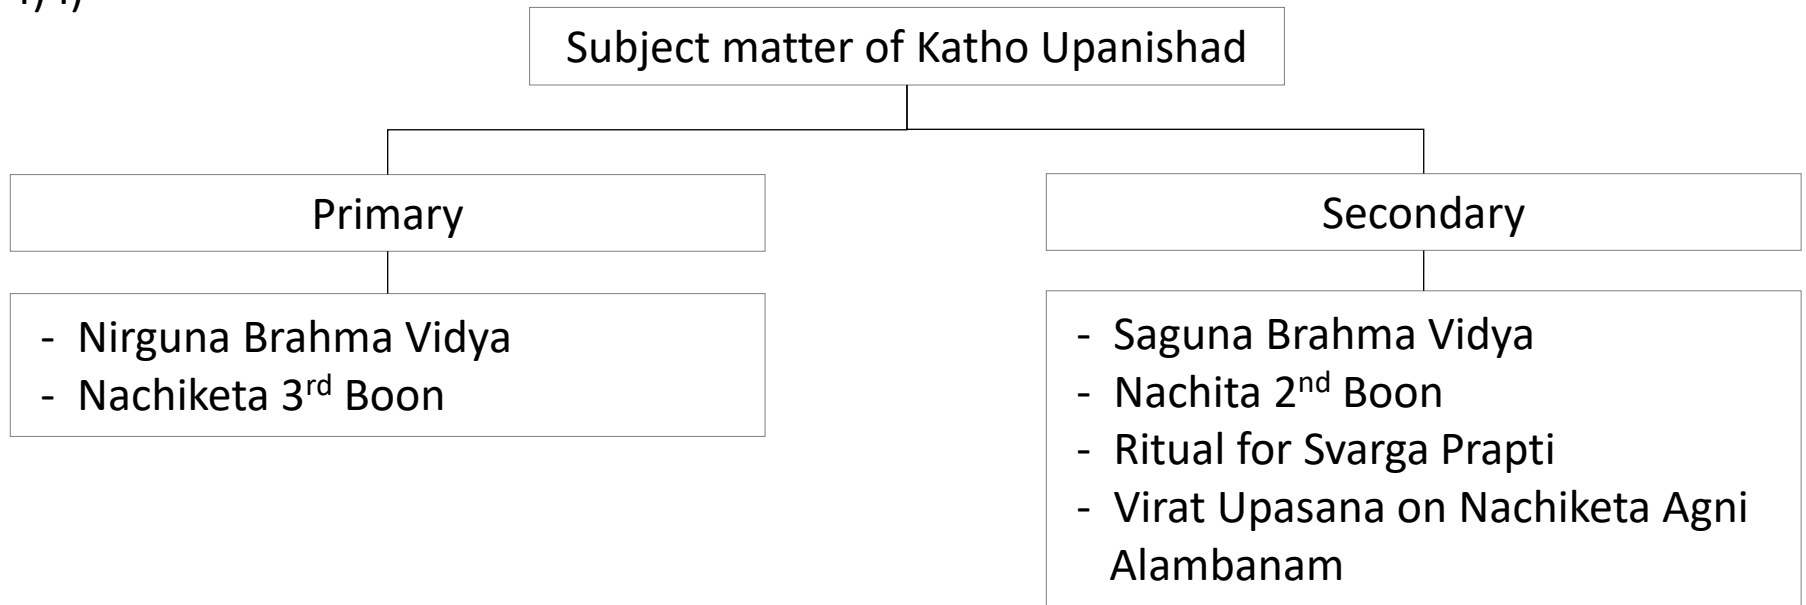 Subject matter of Katho Upanishad
Primary
Secondary
- Nirguna Brahma Vidya
- Nachiketa 3rd Boon
- Saguna Brahma Vidya
- Nachita 2nd Boon
- Ritual for Svarga Prapti
- Virat Upasana on Nachiketa Agni
Alambanam